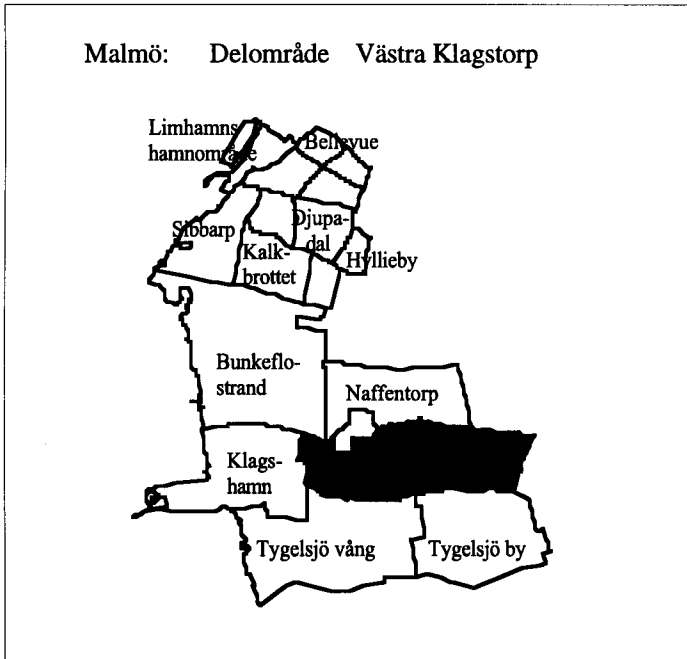 Malmö: Delområde Västra Klagstorp
Limhamns
hamnområde
Bellevue
Sibbarp
Djupa-
dal
Kalk-
brottet
Hyllieby
Bunkeflo-
strand
Naffentorp
Klags-
hamn
Tygelsjö vång
Tygelsjö by